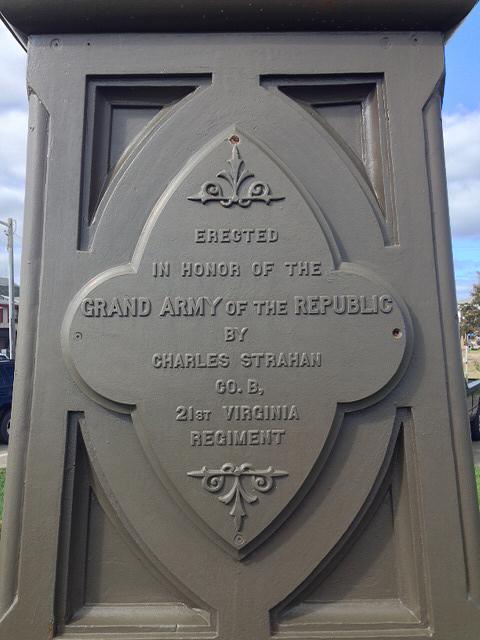 ERECTED
IN HONOR OF THE
GRAND ARMY OF THE REPUBLIC
BY
CHARLES STRAHAN
CO. B,
21ST VIRGINIA
REGIMENT